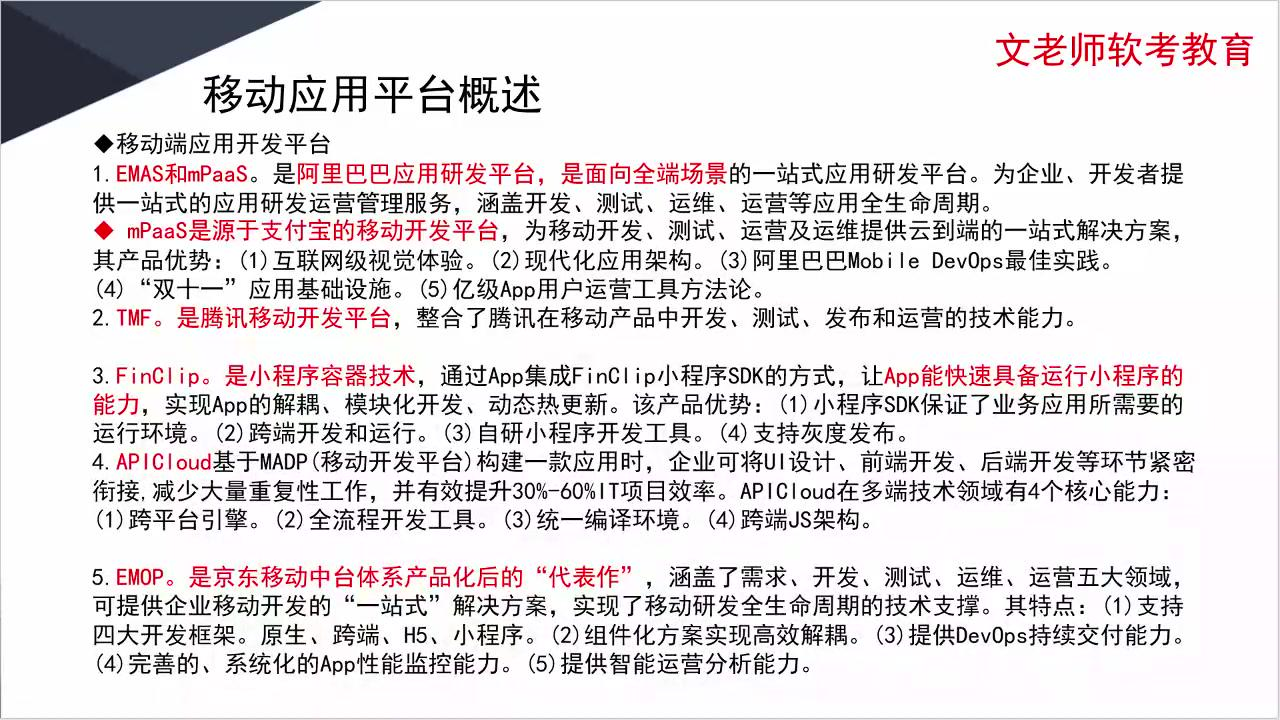 文老师软考教育
移动应用平台概述
◆移动端应用开发平台
1.EMAS和mPaaS。是阿里巴巴应用研发平台，是面向全端场景的一站式应用研发平台。为企业、开发者提
供一站式的应用研发运营管理服务，涵盖开发、测试、运维、运营等应用全生命周期。
◆ mPaaS是源于支付宝的移动开发平台，为移动开发、测试、运营及运维提供云到端的一站式解决方案，
其产品优势：(1)互联网级视觉体验。(2)现代化应用架构。(3)阿里巴巴Mobile DevOps最佳实践。
(4)“双十一”应用基础设施。(5)亿级App用户运营工具方法论。
2.TMF。是腾讯移动开发平台，整合了腾讯在移动产品中开发、测试、发布和运营的技术能力。
3.FinClip。是小程序容器技术，通过App集成FinClip小程序SDK的方式，让App能快速具备运行小程序的
能力，实现App的解耦、模块化开发、动态热更新。该产品优势：(1)小程序SDK保证了业务应用所需要的
运行环境。(2)跨端开发和运行。(3)自研小程序开发工具。(4)支持灰度发布。
4.APICloud基于MADP(移动开发平台)构建一款应用时，企业可将UI设计、前端开发、后端开发等环节紧密
衔接,减少大量重复性工作，并有效提升30%-60%IT项目效率。APICloud在多端技术领域有4个核心能力：
(1)跨平台引擎。(2)全流程开发工具。(3)统一编译环境。(4)跨端JS架构。
5.EMOP。是京东移动中台体系产品化后的“代表作”，涵盖了需求、开发、测试、运维、运营五大领域，
可提供企业移动开发的“一站式”解决方案，实现了移动研发全生命周期的技术支撑。其特点：(1)支持
四大开发框架。原生、跨端、H5、小程序。(2)组件化方案实现高效解耦。(3)提供DevOps持续交付能力。
(4)完善的、系统化的App性能监控能力。(5)提供智能运营分析能力。